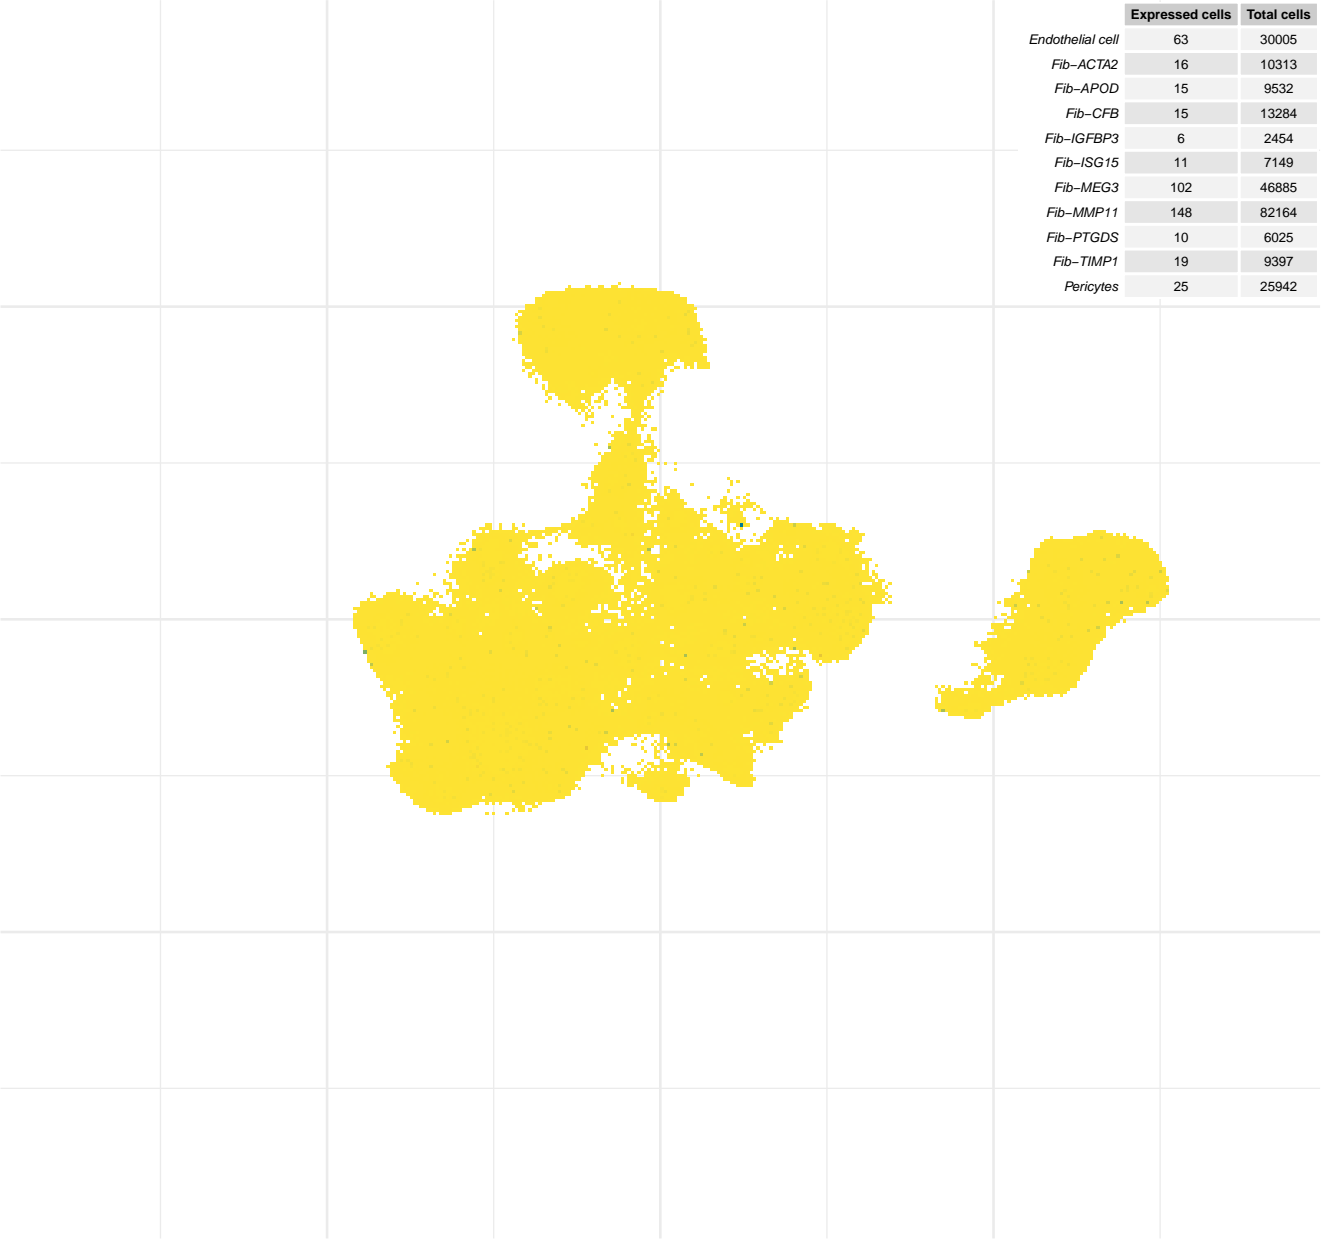 Expressed cells Total cells
Endothelial cell 63 30005
Fib−ACTA2 16 10313
Fib−APOD 15 9532
Fib−CFB 15 13284
Fib−IGFBP3 6 2454
Fib−ISG15 11 7149
Fib−MEG3 102 46885
Fib−MMP11 148 82164
Fib−PTGDS 10 6025
Fib−TIMP1 19 9397
Pericytes 25 25942